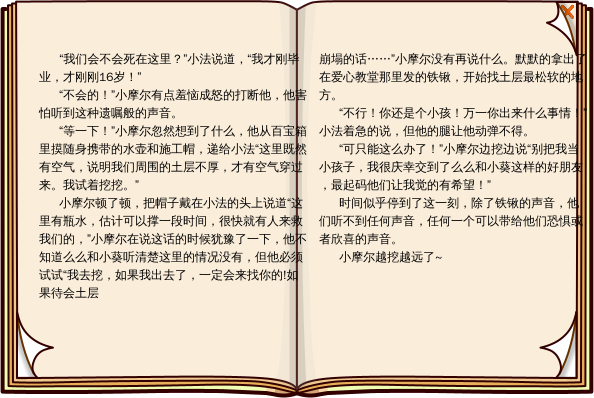 “我们会不会死在这里？”小法说道，“我才刚毕
业，才刚刚16岁！”
“不会的！”小摩尔有点羞恼成怒的打断他，他害
怕听到这种遗嘱般的声音。
“等一下！”小摩尔忽然想到了什么，他从百宝箱
里摸随身携带的水壶和施工帽，递给小法“这里既然
有空气，说明我们周围的土层不厚，才有空气穿过
来。我试着挖挖。”
小摩尔顿了顿，把帽子戴在小法的头上说道“这
里有瓶水，估计可以撑一段时间，很快就有人来救
我们的，”小摩尔在说这话的时候犹豫了一下，他不
知道么么和小葵听清楚这里的情况没有，但他必须
试试“我去挖，如果我出去了，一定会来找你的!如
果待会土层
崩塌的话……”小摩尔没有再说什么。默默的拿出了
在爱心教堂那里发的铁锹，开始找土层最松软的地
方。
“不行！你还是个小孩！万一你出来什么事情！”
小法着急的说，但他的腿让他动弹不得。
“可只能这么办了！”小摩尔边挖边说“别把我当
小孩子，我很庆幸交到了么么和小葵这样的好朋友
，最起码他们让我觉的有希望！”
时间似乎停到了这一刻，除了铁锹的声音，他
们听不到任何声音，任何一个可以带给他们恐惧或
者欣喜的声音。
小摩尔越挖越远了~